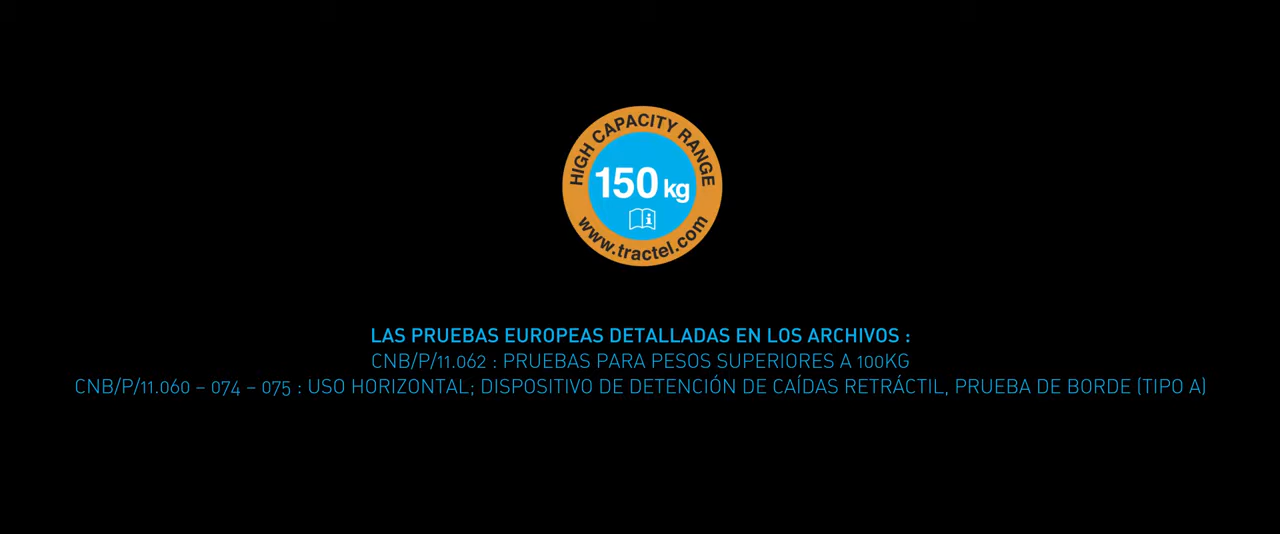 HIGH CAPACITY RANGE
150 kg
www.tractel.com
LAS PRUEBAS EUROPEAS DETALLADAS EN LOS ARCHIVOS :
CNB/P/11.062 : PRUEBAS PARA PESOS SUPERIORES A 100KG
CNB/P/11.060 – 074 – 075 : USO HORIZONTAL; DISPOSITIVO DE DETENCIÓN DE CAÍDAS RETRÁCTIL, PRUEBA DE BORDE (TIPO A)